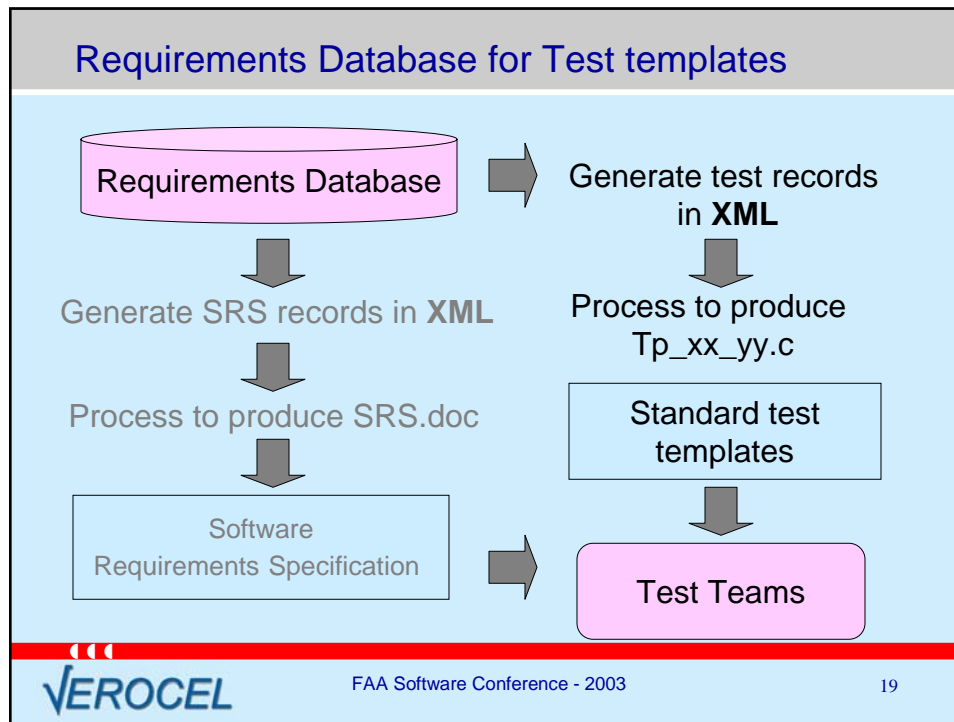 Requirements Database for Test templates
Requirements Database
Generate test records
in XML
Generate SRS records in XML
Process to produce
Tp_xx_yy.c
Process to produce SRS.doc
Standard test
templates
Software
Requirements Specification
Test Teams
VEROCEL
FAA Software Conference - 2003
19